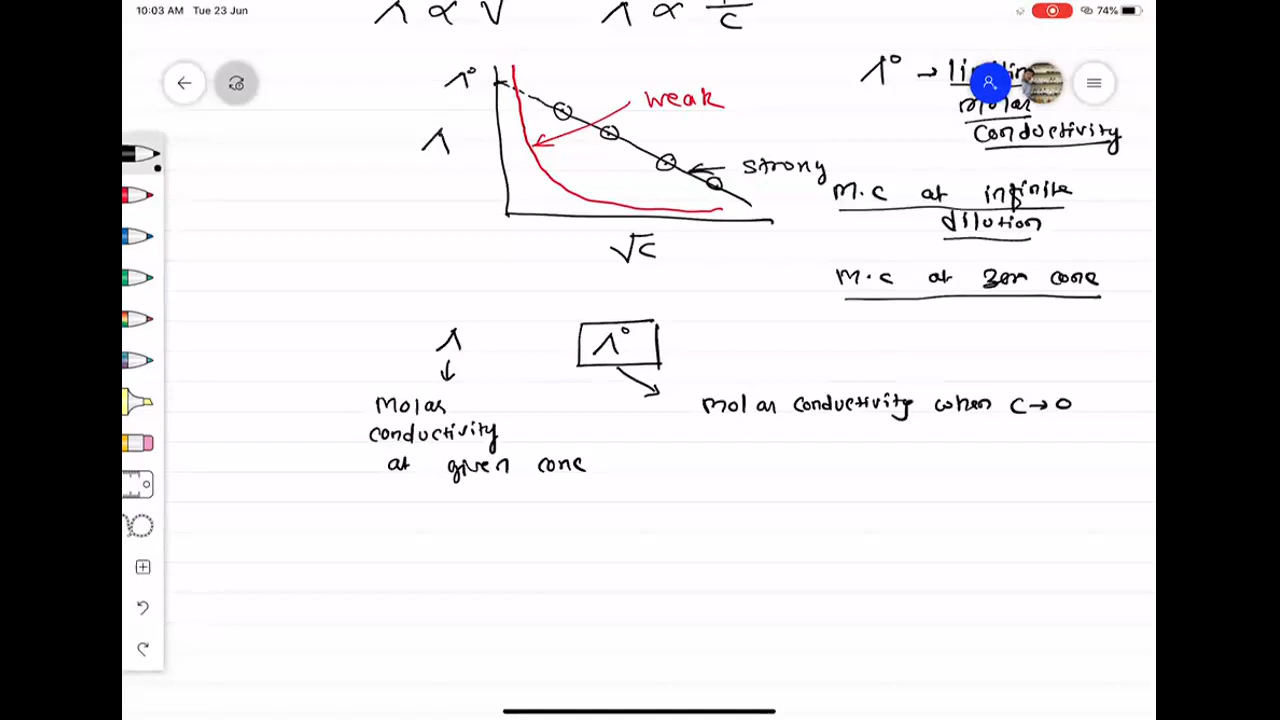 10:03 AM Tue 23 Jun
74%
Λ ∝ V
Λ ∝ 1/C
Λ° → limiting
molar
conductivity
Λ°
weak
Λ
strong
√C
M.C at infinite
dilution
M.C at zero conc
Λ
Λ°
Molar
conductivity
at given conc
molar conductivity when C→0